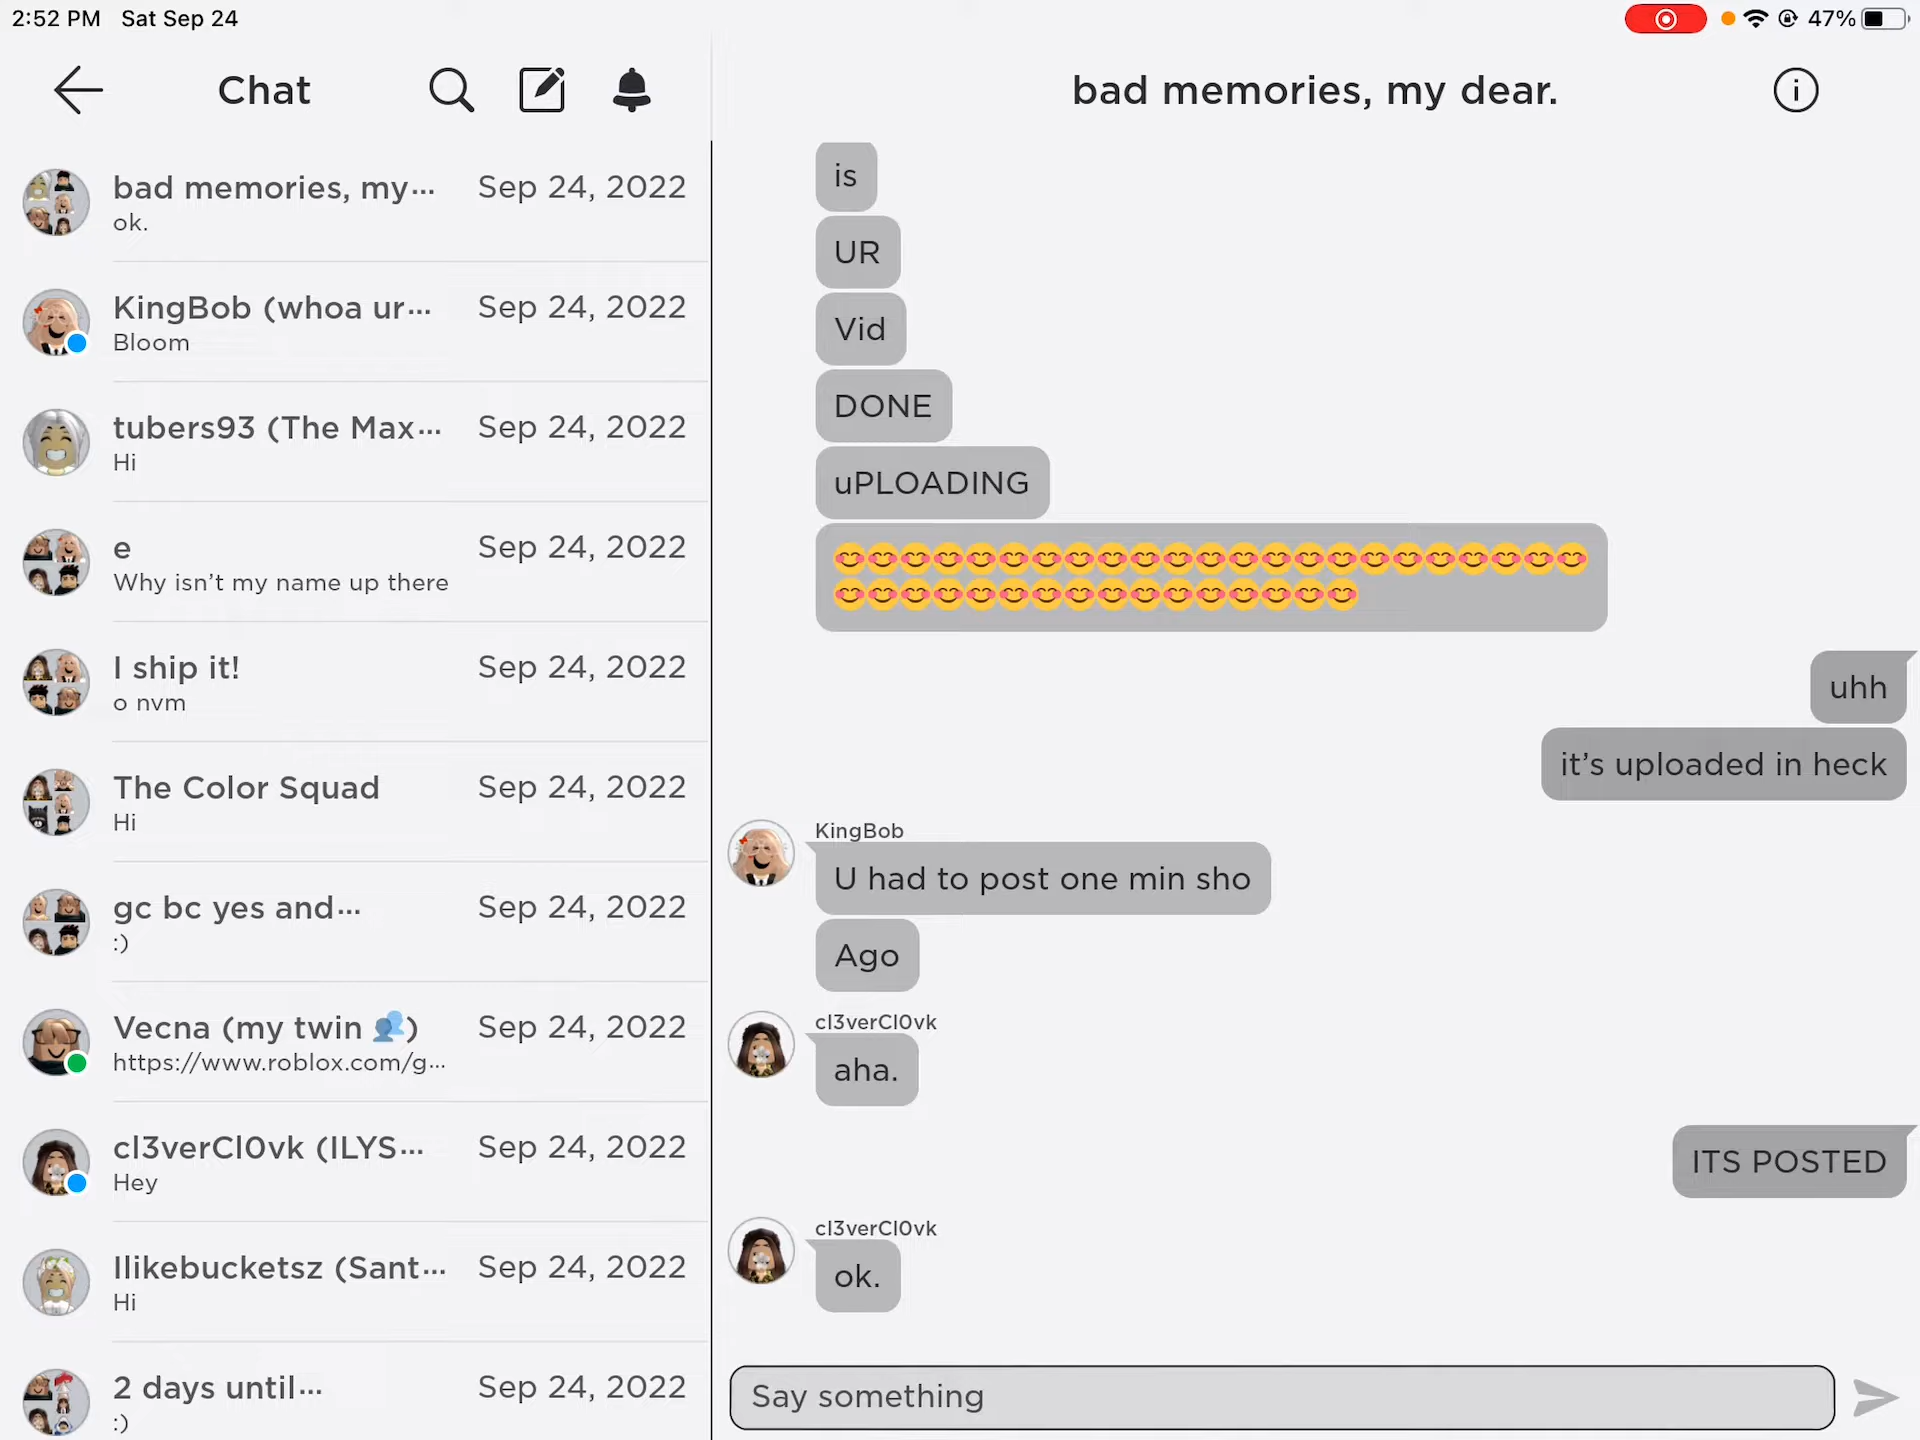 2:52 PM Sat Sep 24
47%
Chat
bad memories, my··· Sep 24, 2022
ok.
KingBob (whoa ur··· Sep 24, 2022
Bloom
tubers93 (The Max··· Sep 24, 2022
Hi
e Sep 24, 2022
Why isn’t my name up there
I ship it! Sep 24, 2022
o nvm
The Color Squad Sep 24, 2022
Hi
gc bc yes and··· Sep 24, 2022
:)
Vecna (my twin 👥) Sep 24, 2022
https://www.roblox.com/g···
cl3verCl0vk (ILYS··· Sep 24, 2022
Hey
Ilikebucketsz (Sant··· Sep 24, 2022
Hi
2 days until··· Sep 24, 2022
:)
bad memories, my dear.
is
UR
Vid
DONE
uPLOADING
😊😊😊😊😊😊😊😊😊😊😊😊😊😊😊😊😊😊😊😊😊😊😊
😊😊😊😊😊😊😊😊😊😊😊😊😊😊😊😊
uhh
it’s uploaded in heck
KingBob
U had to post one min sho
Ago
cl3verCl0vk
aha.
ITS POSTED
cl3verCl0vk
ok.
Say something